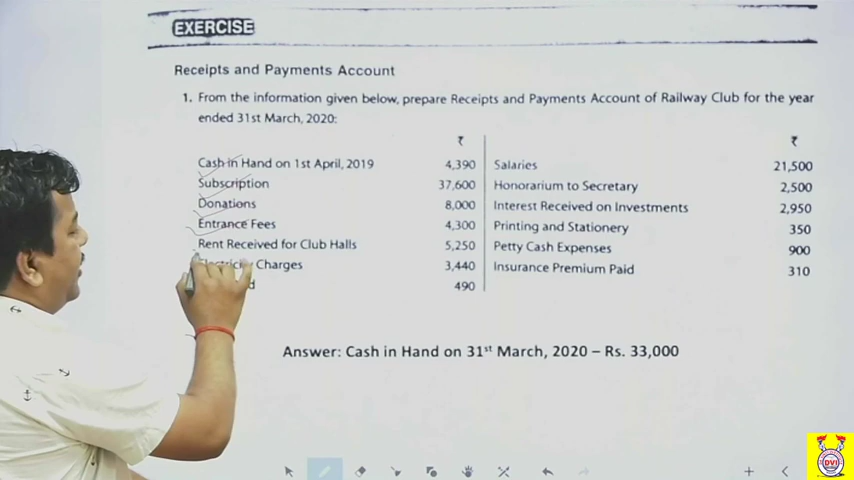 EXERCISE
Receipts and Payments Account
1. From the information given below, prepare Receipts and Payments Account of Railway Club for the year
ended 31st March, 2020:
₹ ₹
Cash in Hand on 1st April, 2019 4,390 Salaries 21,500
Subscription 37,600 Honorarium to Secretary 2,500
Donations 8,000 Interest Received on Investments 2,950
Entrance Fees 4,300 Printing and Stationery 350
Rent Received for Club Halls 5,250 Petty Cash Expenses 900
Electricity Charges 3,440 Insurance Premium Paid 310
490
Answer: Cash in Hand on 31st March, 2020 – Rs. 33,000
DVI